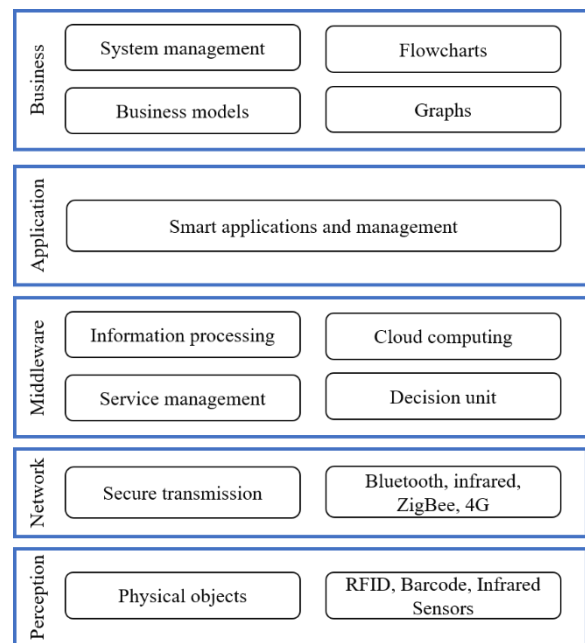 Business
System management
Flowcharts
Business models
Graphs
Application
Smart applications and management
Middleware
Information processing
Cloud computing
Service management
Decision unit
Network
Secure transmission
Bluetooth, infrared,
ZigBee, 4G
Perception
Physical objects
RFID, Barcode, Infrared
Sensors